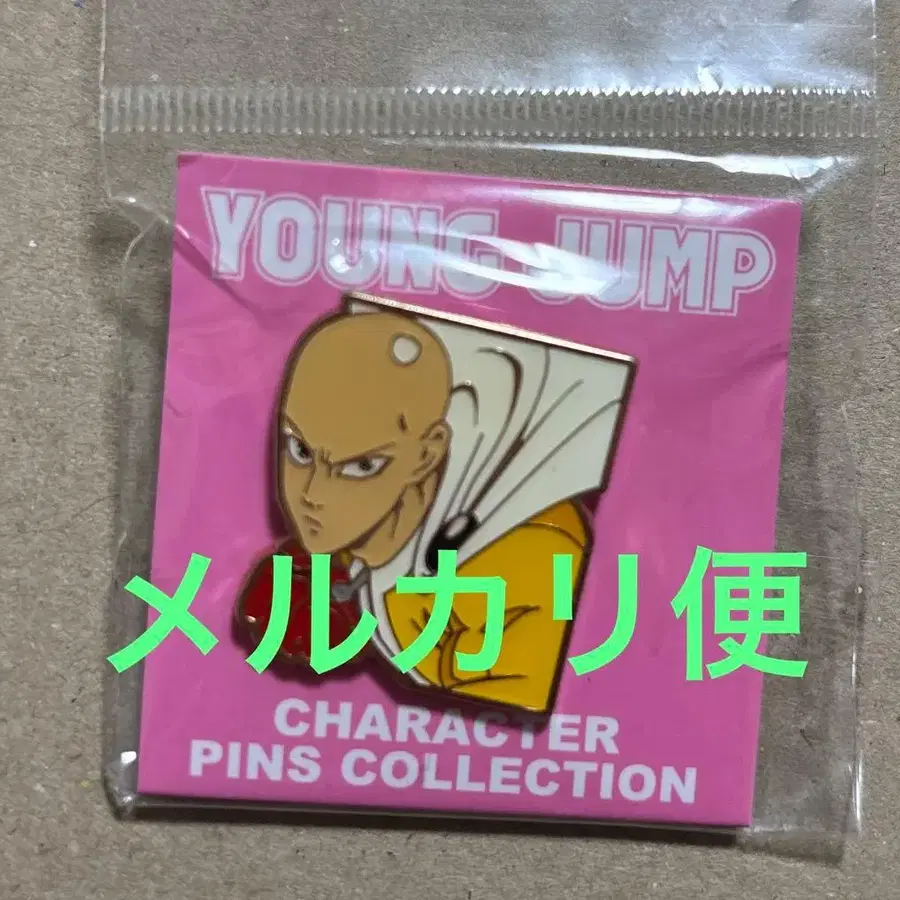 YOUNG JUMP
メルカリ便
CHARACTER
PINS COLLECTION